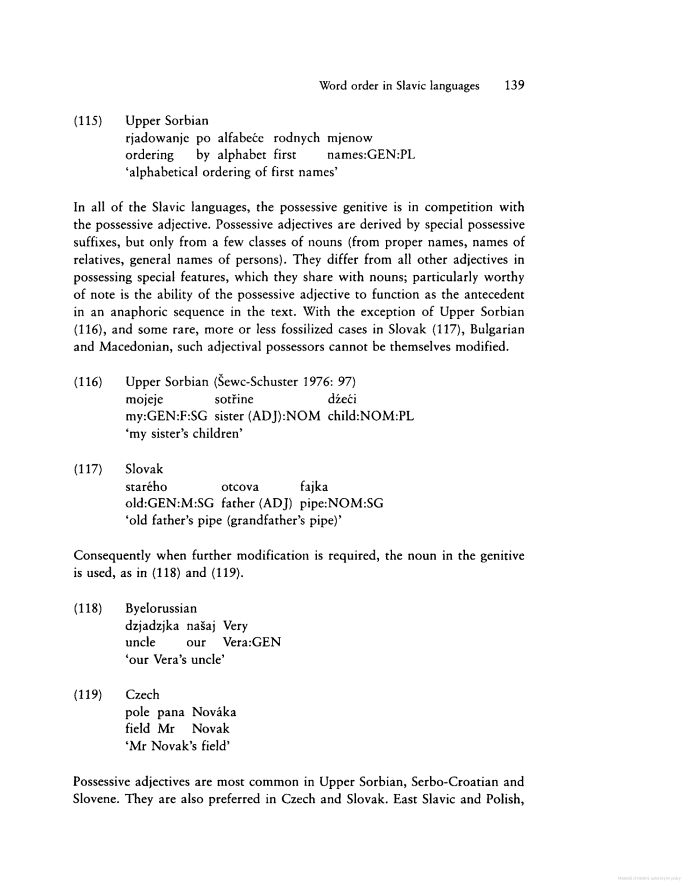 Word order in Slavic languages 139
(115) Upper Sorbian
rjadowanje po alfabeće rodnych mjenow
ordering by alphabet first names:GEN:PL
‘alphabetical ordering of first names’
In all of the Slavic languages, the possessive genitive is in competition with
the possessive adjective. Possessive adjectives are derived by special possessive
suffixes, but only from a few classes of nouns (from proper names, names of
relatives, general names of persons). They differ from all other adjectives in
possessing special features, which they share with nouns; particularly worthy
of note is the ability of the possessive adjective to function as the antecedent
in an anaphoric sequence in the text. With the exception of Upper Sorbian
(116), and some rare, more or less fossilized cases in Slovak (117), Bulgarian
and Macedonian, such adjectival possessors cannot be themselves modified.
(116) Upper Sorbian (Šewc-Schuster 1976: 97)
mojeje sotřine dźeći
my:GEN:F:SG sister (ADJ):NOM child:NOM:PL
‘my sister’s children’
(117) Slovak
starého otcova fajka
old:GEN:M:SG father (ADJ) pipe:NOM:SG
‘old father’s pipe (grandfather’s pipe)’
Consequently when further modification is required, the noun in the genitive
is used, as in (118) and (119).
(118) Byelorussian
dzjadzjka našaj Very
uncle our Vera:GEN
‘our Vera’s uncle’
(119) Czech
pole pana Nováka
field Mr Novak
‘Mr Novak’s field’
Possessive adjectives are most common in Upper Sorbian, Serbo-Croatian and
Slovene. They are also preferred in Czech and Slovak. East Slavic and Polish,